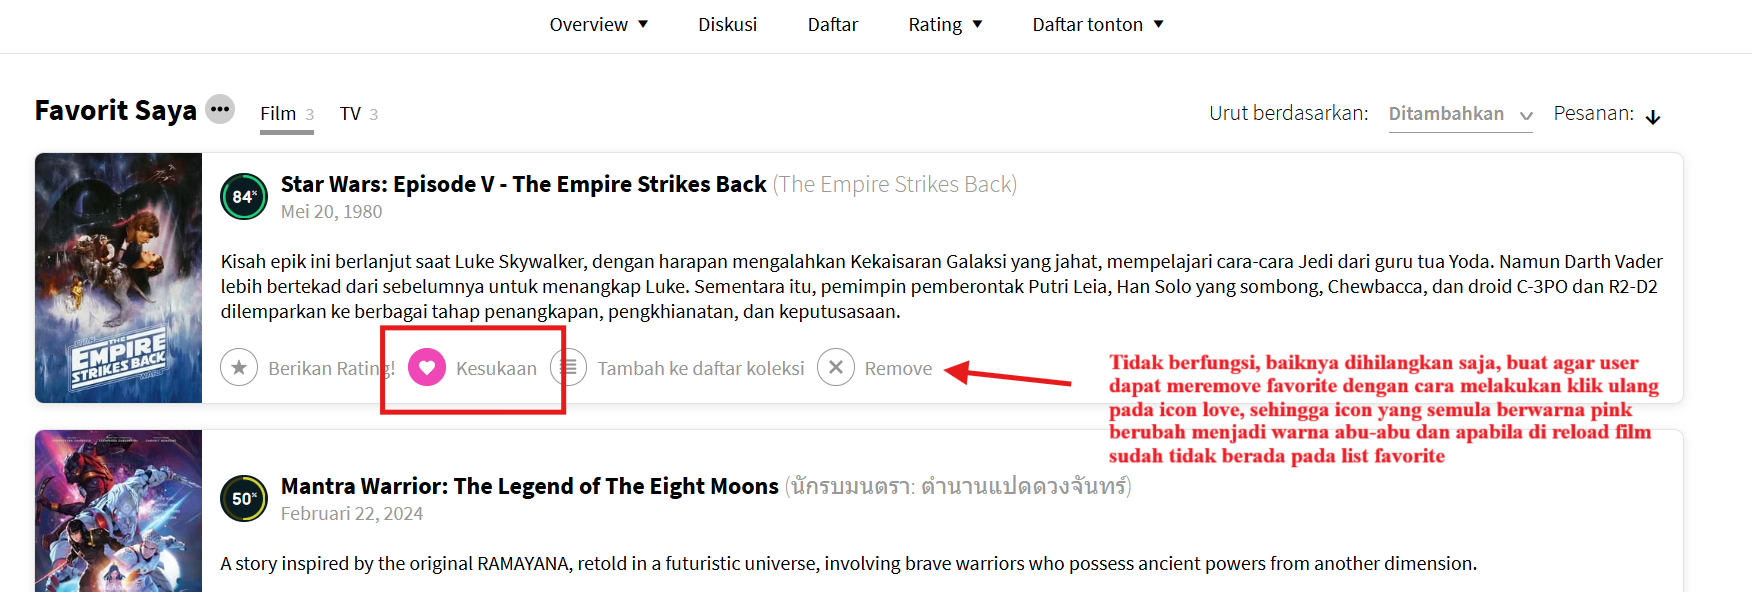 Overview ▼ Diskusi Daftar Rating ▼ Daftar tonton ▼
Favorit Saya ••• Film 3 TV 3 Urut berdasarkan: Ditambahkan Pesanan: ↓
84% Star Wars: Episode V - The Empire Strikes Back (The Empire Strikes Back)
Mei 20, 1980
Kisah epik ini berlanjut saat Luke Skywalker, dengan harapan mengalahkan Kekaisaran Galaksi yang jahat, mempelajari cara-cara Jedi dari guru tua Yoda. Namun Darth Vader
lebih bertekad dari sebelumnya untuk menangkap Luke. Sementara itu, pemimpin pemberontak Putri Leia, Han Solo yang sombong, Chewbacca, dan droid C-3PO dan R2-D2
dilemparkan ke berbagai tahap penangkapan, pengkhianatan, dan keputusasaan.
THE
EMPIRE
STRIKES BACK
Berikan Rating! Kesukaan Tambah ke daftar koleksi Remove
Tidak berfungsi, baiknya dihilangkan saja, buat agar user
dapat meremove favorite dengan cara melakukan klik ulang
pada icon love, sehingga icon yang semula berwarna pink
berubah menjadi warna abu-abu dan apabila di reload film
sudah tidak berada pada list favorite
50% Mantra Warrior: The Legend of The Eight Moons (นักรบมนตรา: ตำนานแปดดวงจันทร์)
Februari 22, 2024
A story inspired by the original RAMAYANA, retold in a futuristic universe, involving brave warriors who possess ancient powers from another dimension.